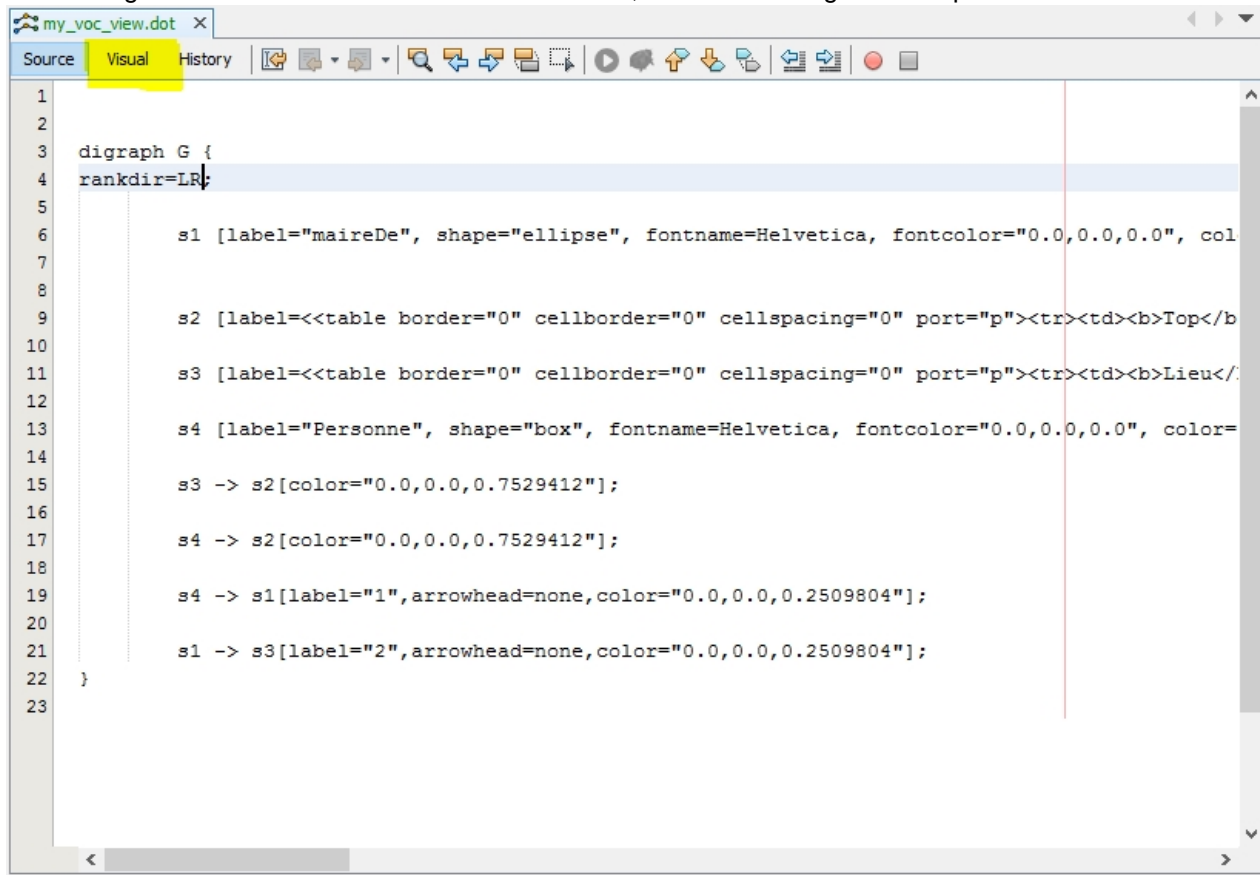 my_voc_view.dot
Source Visual History
1
2
3 digraph G {
4 rankdir=LR;
5
6 s1 [label="maireDe", shape="ellipse", fontname=Helvetica, fontcolor="0.0,0.0,0.0", col
7
8
9 s2 [label=<<table border="0" cellborder="0" cellspacing="0" port="p"><tr><td><b>Top</b
10
11 s3 [label=<<table border="0" cellborder="0" cellspacing="0" port="p"><tr><td><b>Lieu</
12
13 s4 [label="Personne", shape="box", fontname=Helvetica, fontcolor="0.0,0.0,0.0", color=
14
15 s3 -> s2[color="0.0,0.0,0.7529412"];
16
17 s4 -> s2[color="0.0,0.0,0.7529412"];
18
19 s4 -> s1[label="1",arrowhead=none,color="0.0,0.0,0.2509804"];
20
21 s1 -> s3[label="2",arrowhead=none,color="0.0,0.0,0.2509804"];
22 }
23